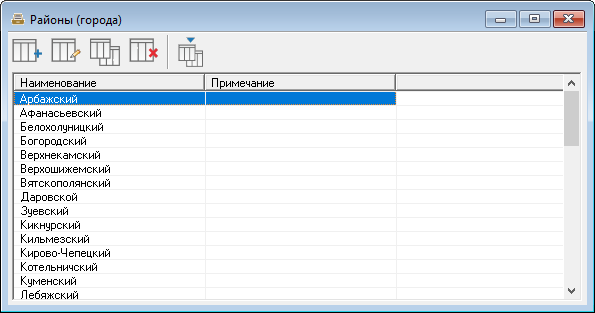 Районы (города)
Наименование Примечание
Арбажский
Афанасьевский
Белохолуницкий
Богородский
Верхнекамский
Верхошижемский
Вятскополянский
Даровской
Зуевский
Кикнурский
Кильмезский
Кирово-Чепецкий
Котельничский
Куменский
Лебяжский